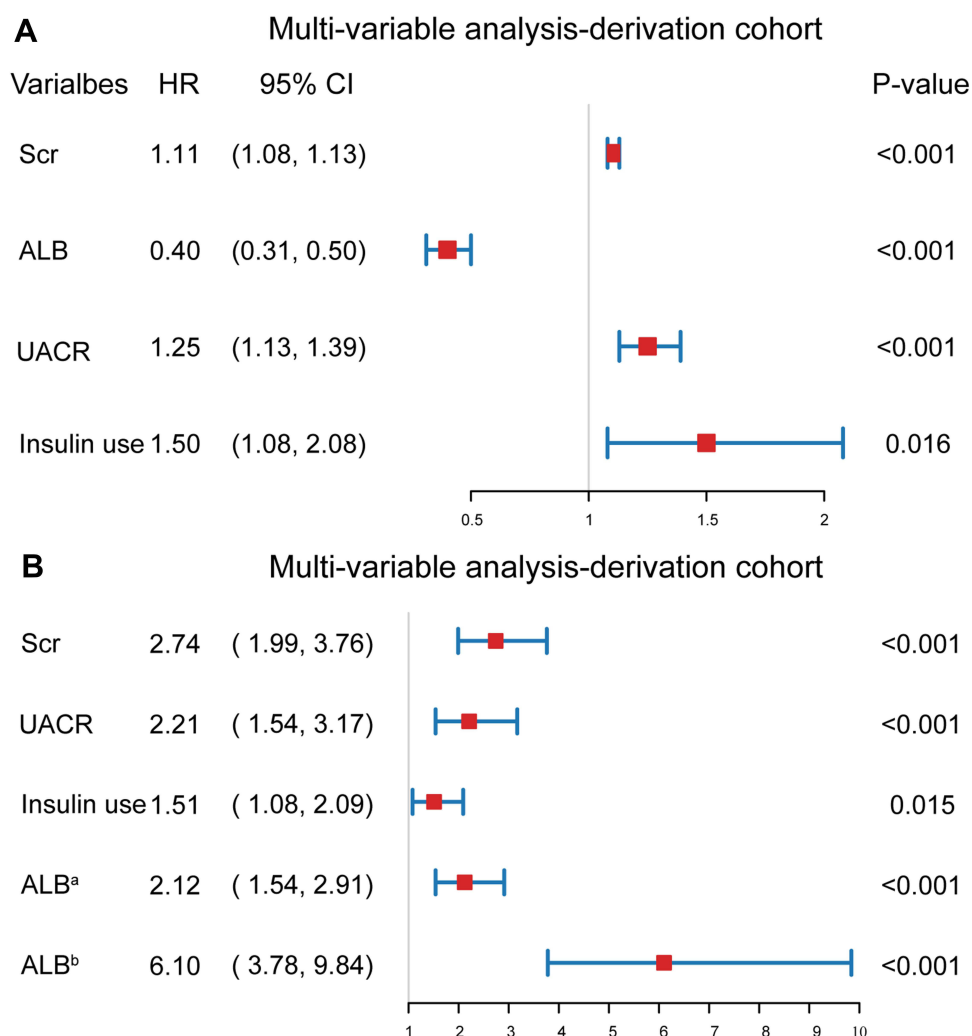 A
Multi-variable analysis-derivation cohort
Varialbes HR 95% CI P-value
Scr 1.11 (1.08, 1.13) <0.001
ALB 0.40 (0.31, 0.50) <0.001
UACR 1.25 (1.13, 1.39) <0.001
Insulin use 1.50 (1.08, 2.08) 0.016
0.5 1 1.5 2
B
Multi-variable analysis-derivation cohort
Scr 2.74 ( 1.99, 3.76) <0.001
UACR 2.21 ( 1.54, 3.17) <0.001
Insulin use 1.51 ( 1.08, 2.09) 0.015
ALBᵃ 2.12 ( 1.54, 2.91) <0.001
ALBᵇ 6.10 ( 3.78, 9.84) <0.001
1 2 3 4 5 6 7 8 9 10